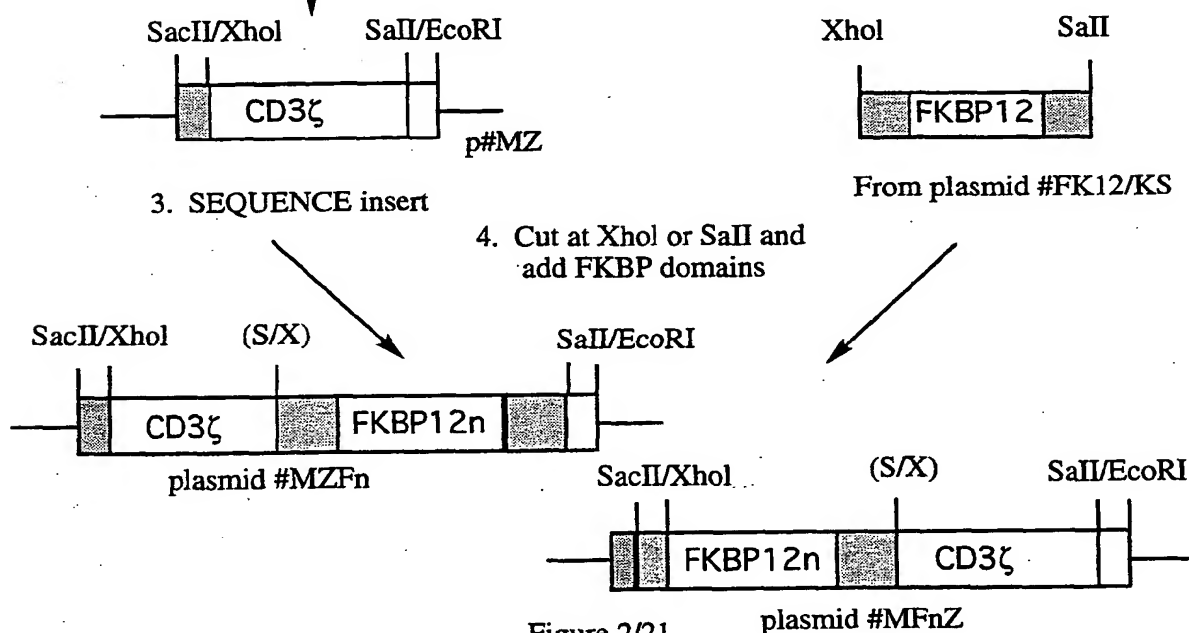 SacII/XhoI SalI/EcoRI
XhoI SalI
CD3ζ
FKBP12
p#MZ
From plasmid #FK12/KS
3. SEQUENCE insert
4. Cut at XhoI or SalI and
add FKBP domains
SacII/XhoI (S/X) SalI/EcoRI
CD3ζ FKBP12n
plasmid #MZFn
SacII/XhoI (S/X) SalI/EcoRI
FKBP12n CD3ζ
plasmid #MFnZ
Figure 2/21